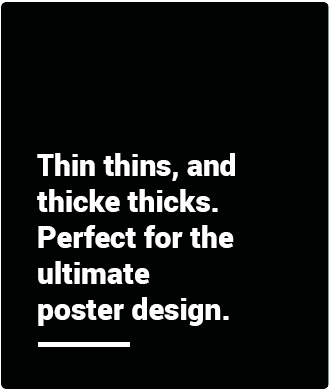 Thin thins, and
thicke thicks.
Perfect for the
ultimate
poster design.